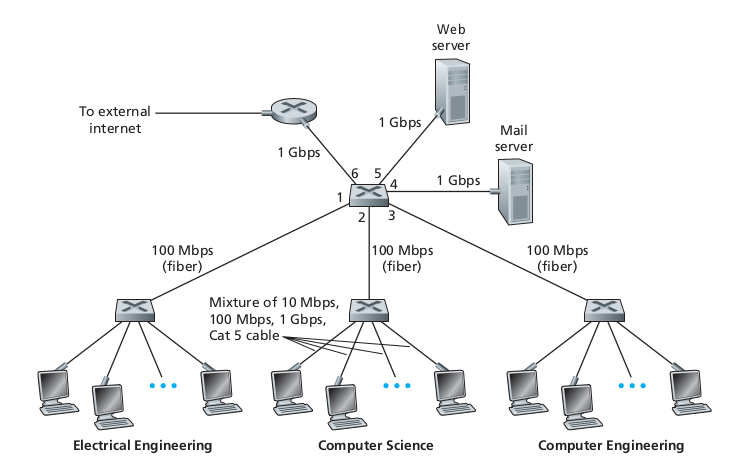 Web
server
To external
internet
1 Gbps
1 Gbps
Mail
server
1 Gbps
6
5
4
1
2
3
100 Mbps
(fiber)
100 Mbps
(fiber)
100 Mbps
(fiber)
Mixture of 10 Mbps,
100 Mbps, 1 Gbps,
Cat 5 cable
Electrical Engineering
Computer Science
Computer Engineering